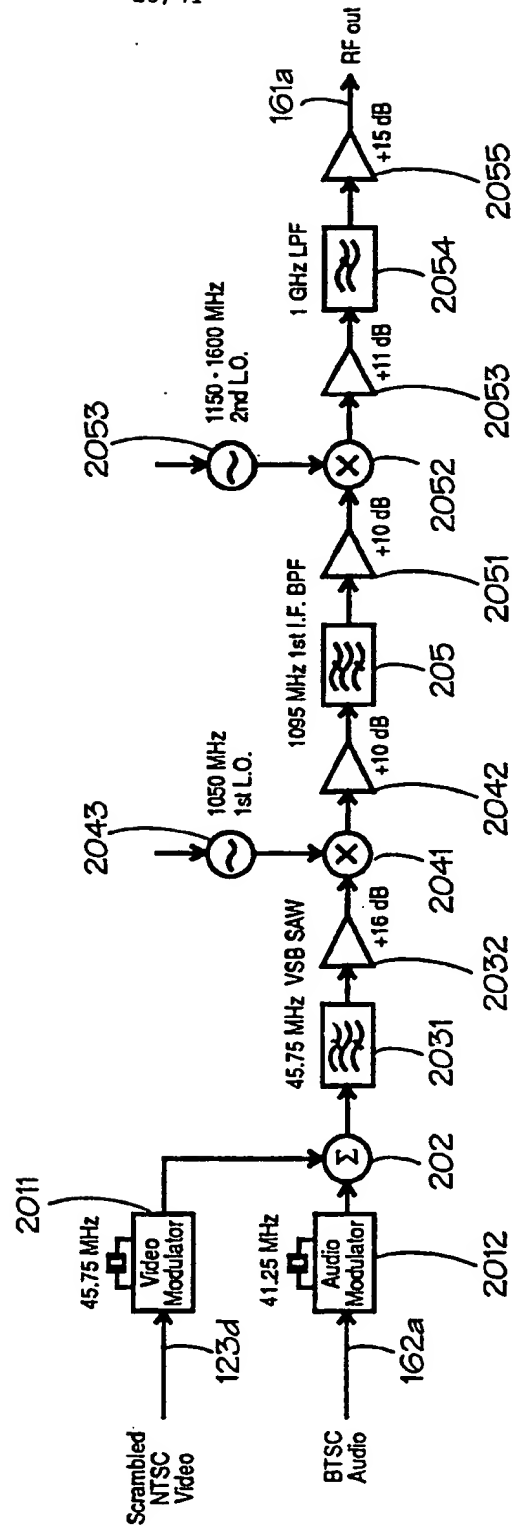 Scrambled
NTSC
Video
123d
45.75 MHz
Video
Modulator
2011
BTSC
Audio
162a
41.25 MHz
Audio
Modulator
2012
Σ
202
45.75 MHz VSB SAW
2031
+16 dB
2032
1050 MHz
1st L.O.
2043
2041
+10 dB
2042
1095 MHz 1st I.F. BPF
205
+10 dB
2051
1150 - 1600 MHz
2nd L.O.
2053
2052
+11 dB
2053
1 GHz LPF
2054
+15 dB
2055
161a
RF out